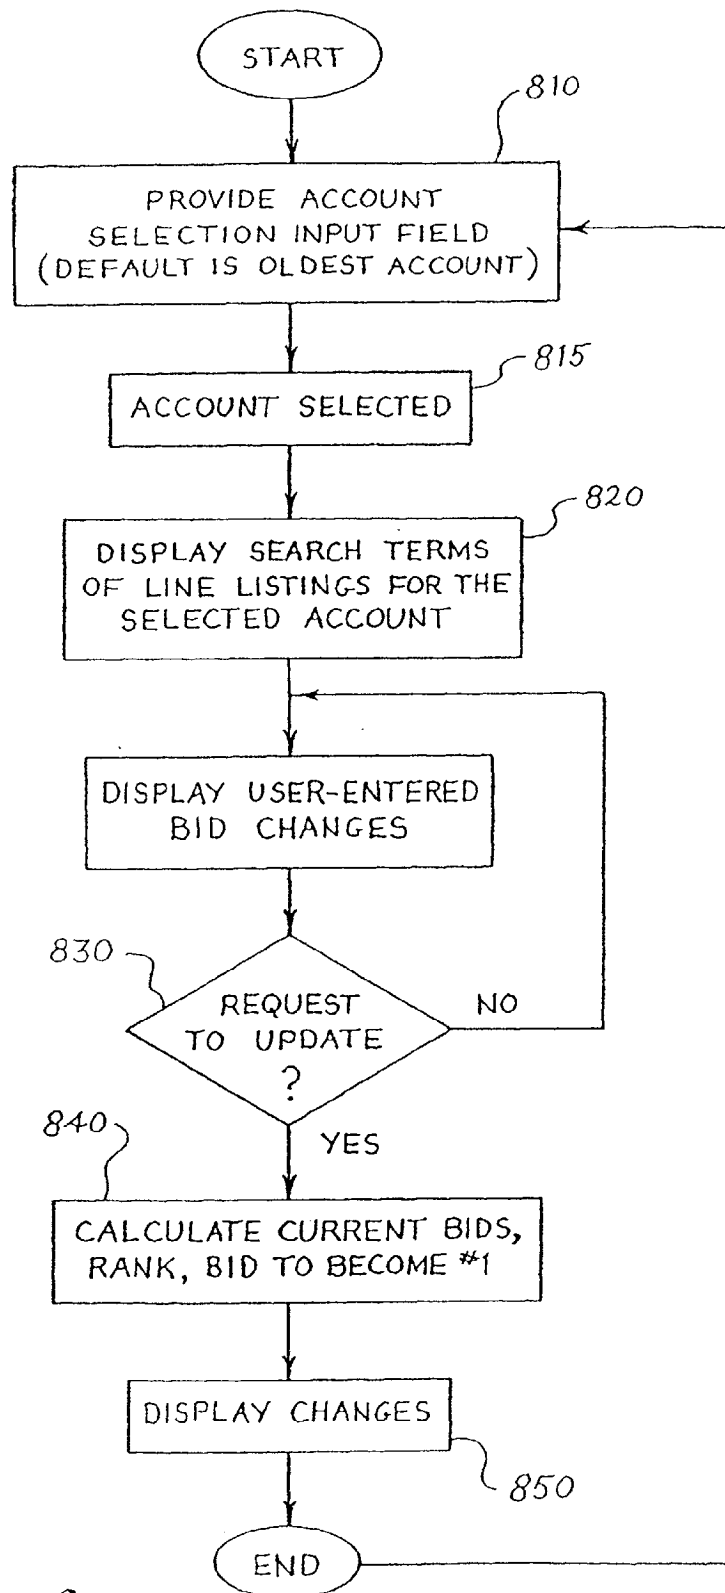 START
810
PROVIDE ACCOUNT
SELECTION INPUT FIELD
(DEFAULT IS OLDEST ACCOUNT)
815
ACCOUNT SELECTED
820
DISPLAY SEARCH TERMS
OF LINE LISTINGS FOR THE
SELECTED ACCOUNT
DISPLAY USER-ENTERED
BID CHANGES
830
REQUEST
TO UPDATE
?
NO
YES
840
CALCULATE CURRENT BIDS,
RANK, BID TO BECOME #1
DISPLAY CHANGES
850
END